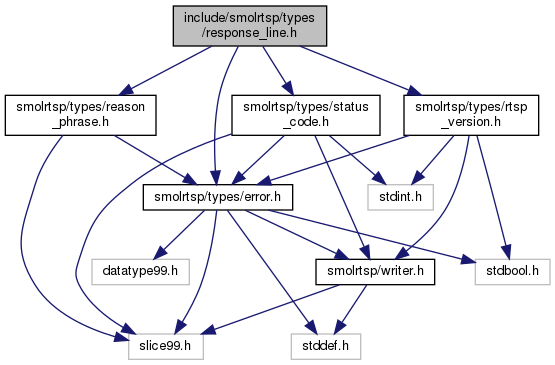 include/smolrtsp/types
/response_line.h
smolrtsp/types/reason
_phrase.h
smolrtsp/types/status
_code.h
smolrtsp/types/rtsp
_version.h
smolrtsp/types/error.h
stdint.h
datatype99.h
smolrtsp/writer.h
stdbool.h
slice99.h
stddef.h